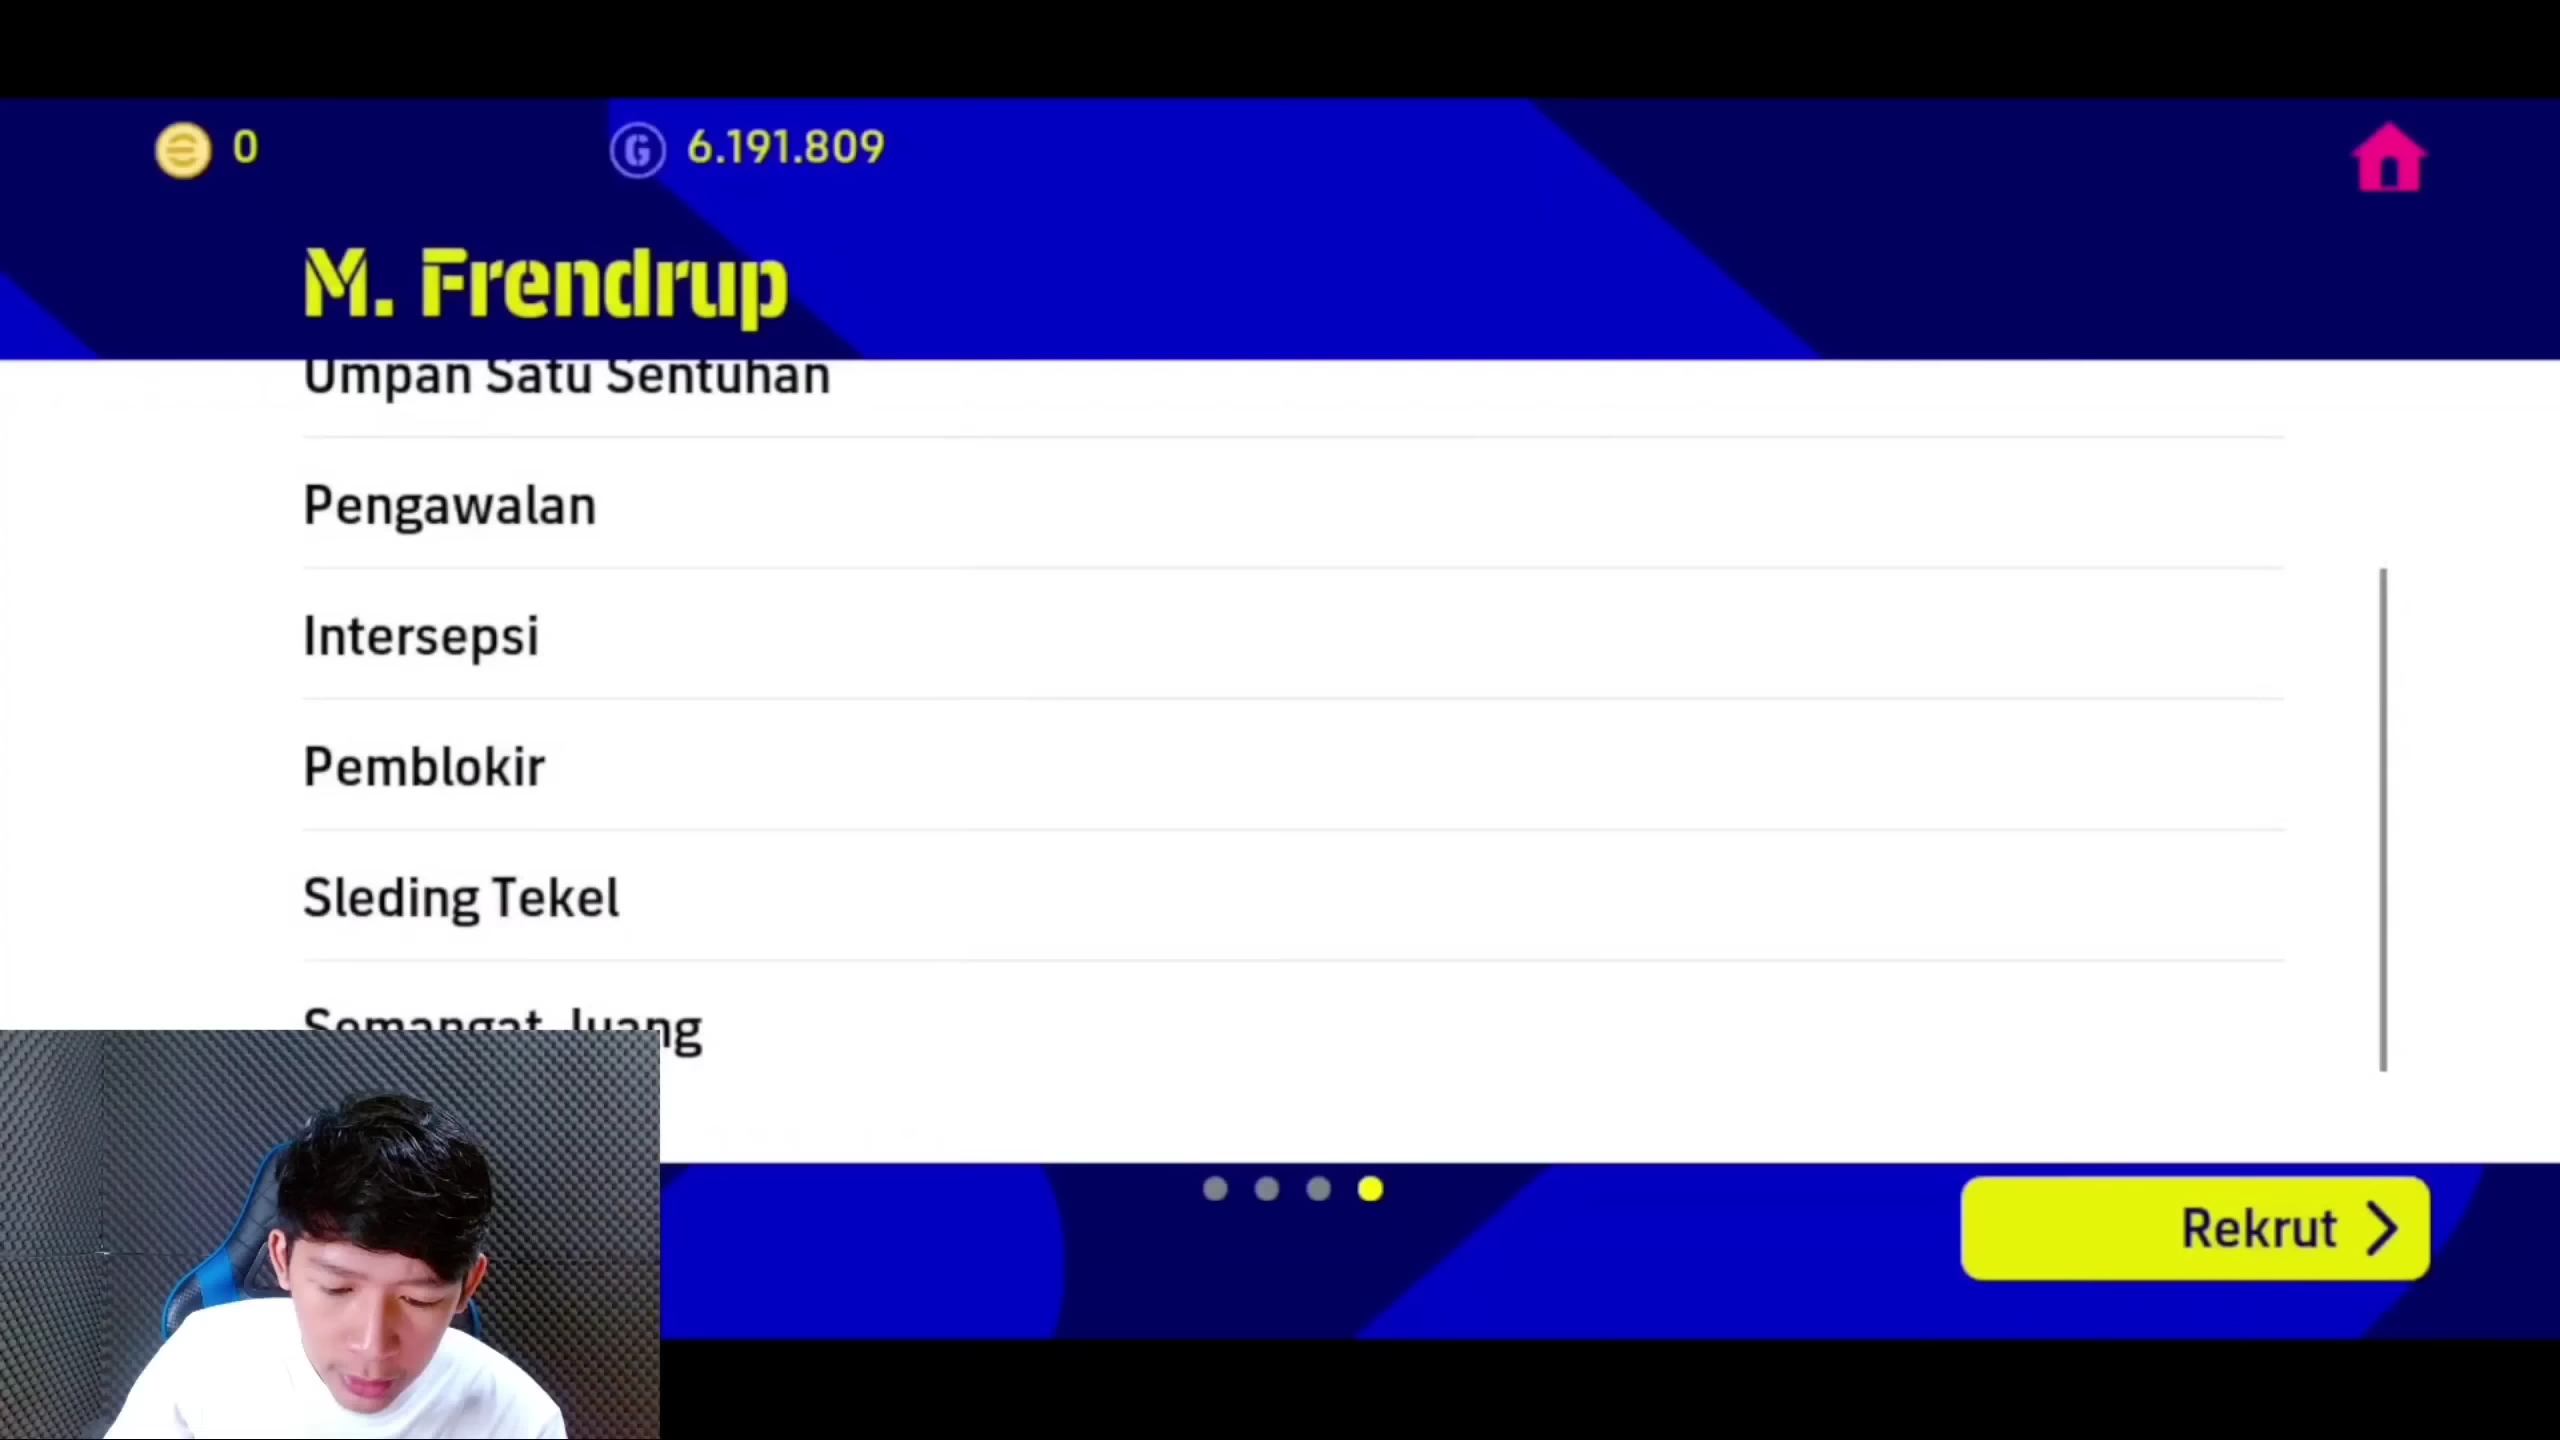 0
6.191.809
M. Frendrup
Umpan Satu Sentuhan
Pengawalan
Intersepsi
Pemblokir
Sleding Tekel
Semangat Juang
Rekrut